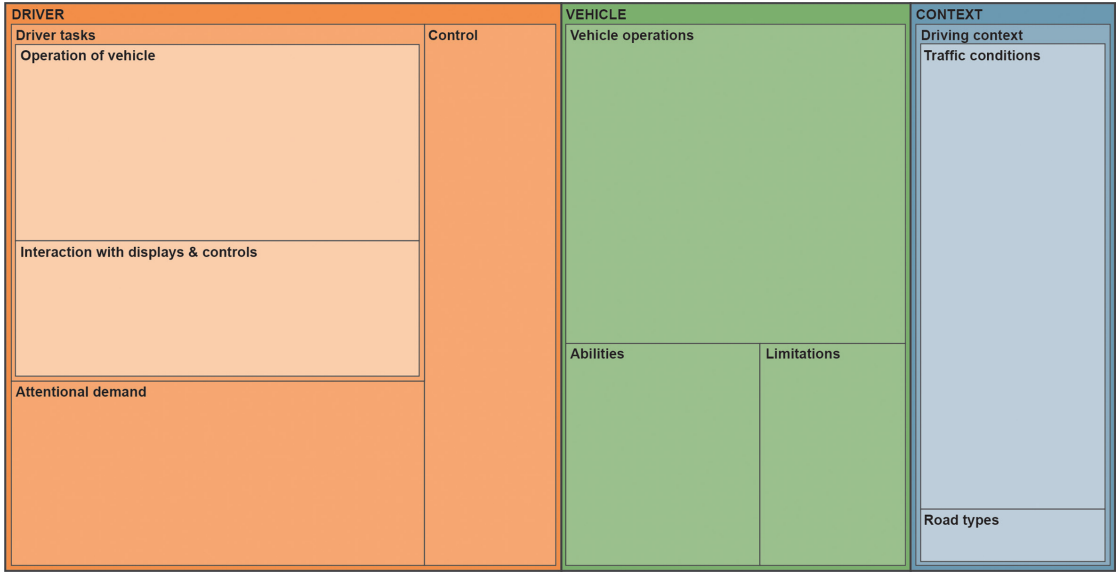 DRIVER
Driver tasks
Operation of vehicle
Interaction with displays & controls
Attentional demand
Control
VEHICLE
Vehicle operations
Abilities
Limitations
CONTEXT
Driving context
Traffic conditions
Road types